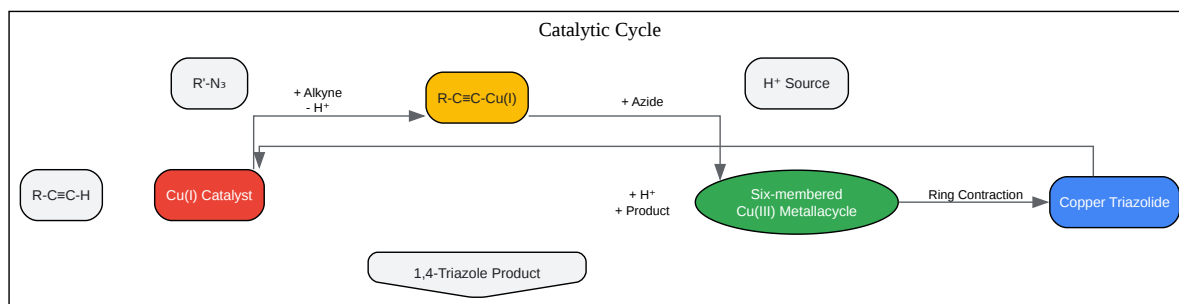 Catalytic Cycle
R'-N₃
+ Alkyne
- H⁺
R-C≡C-Cu(I)
+ Azide
H⁺ Source
R-C≡C-H
Cu(I) Catalyst
+ H⁺
+ Product
Six-membered
Cu(III) Metallacycle
Ring Contraction
Copper Triazolide
1,4-Triazole Product